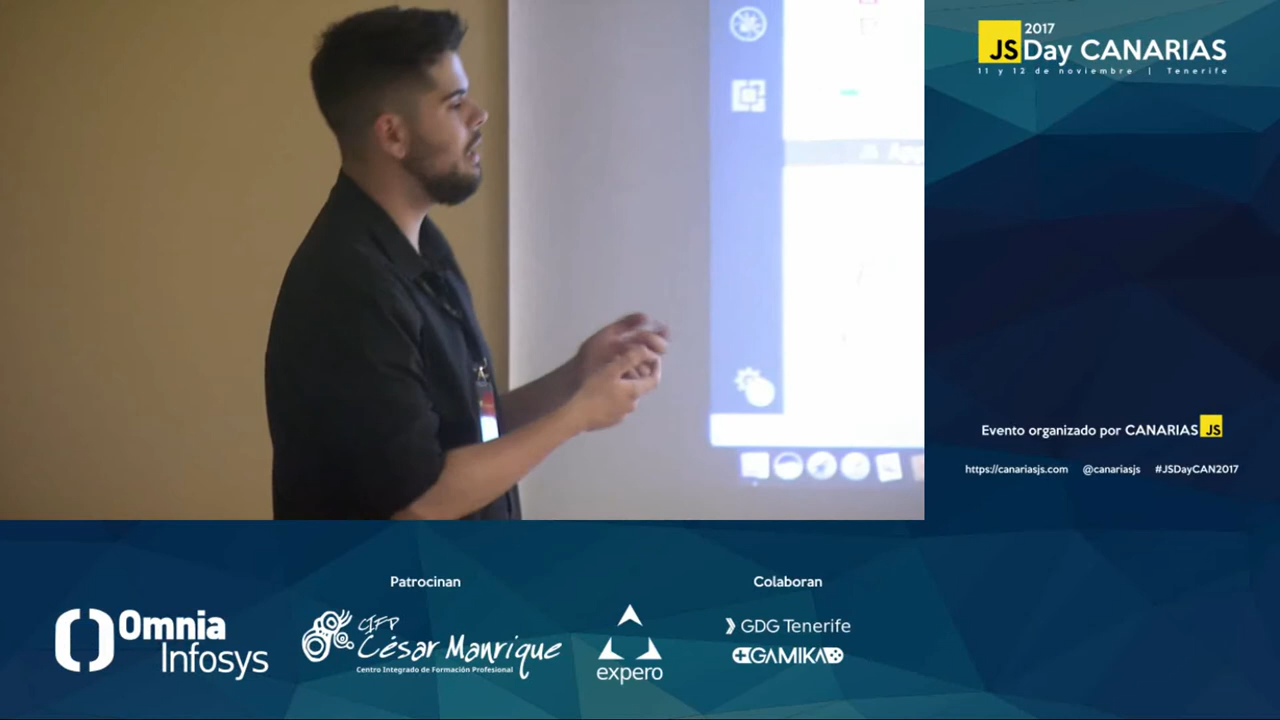 2017
JS Day CANARIAS
11 y 12 de noviembre | Tenerife
Evento organizado por CANARIAS JS
https://canariasjs.com @canariasjs #JSDayCAN2017
Patrocinan
Colaboran
Omnia
Infosys
CIFP
César Manrique
Centro Integrado de Formación Profesional
expero
GDG Tenerife
GAMIKA